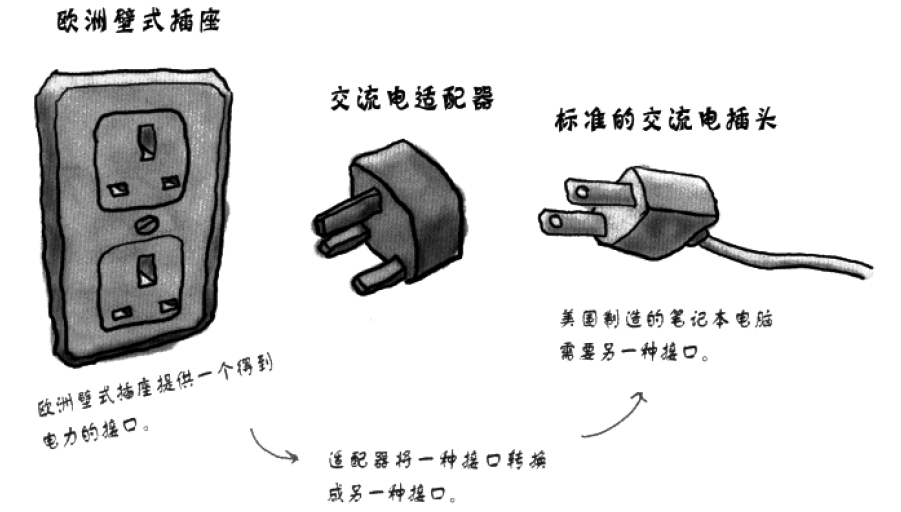 欧洲壁式插座
交流电适配器
标准的交流电插头
欧洲壁式插座提供一个得到
电力的接口。
适配器将一种接口转换
成另一种接口。
美国制造的笔记本电脑
需要另一种接口。